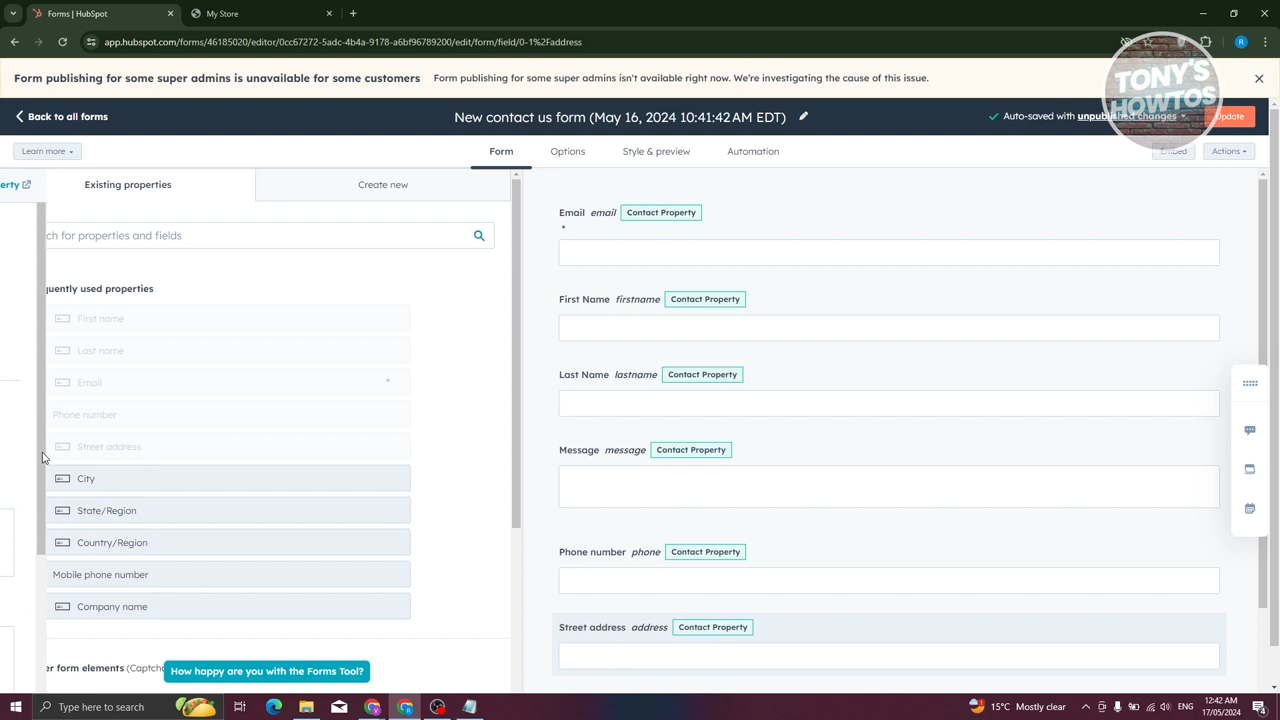 Forms | HubSpot
My Store
app.hubspot.com/forms/46185020/editor/0cc67272-5adc-4b4a-9178-a6bf96789200/edit/form/field/0-1%2Faddress
Form publishing for some super admins is unavailable for some customers Form publishing for some super admins isn't available right now. We're investigating the cause of this issue.
TONY'S
HOWTOS
Back to all forms
New contact us form (May 16, 2024 10:41:42 AM EDT)
Auto-saved with unpublished changes
Update
Learn more
Form
Options
Style & preview
Automation
Embed
Actions
erty
Existing properties
Create new
ch for properties and fields
quently used properties
First name
Last name
Email *
Phone number
Street address
City
State/Region
Country/Region
Mobile phone number
Company name
er form elements (Captcha
How happy are you with the Forms Tool?
Email email Contact Property
*
First Name firstname Contact Property
Last Name lastname Contact Property
Message message Contact Property
Phone number phone Contact Property
Street address address Contact Property
Type here to search
15°C Mostly clear
12:42 AM
17/05/2024